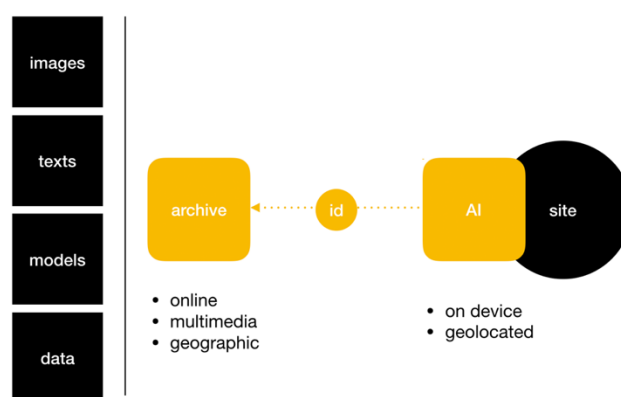 images
texts
models
data
archive
id
AI
site
• online
• multimedia
• geographic
• on device
• geolocated